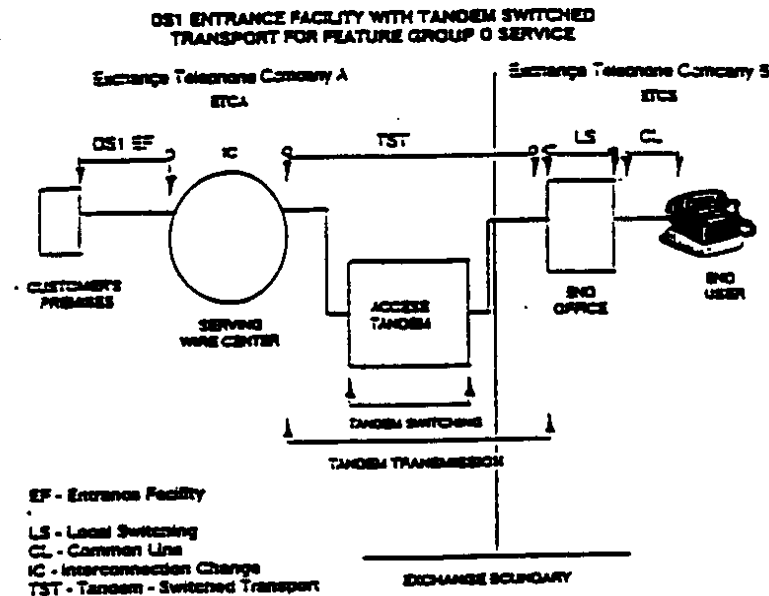 DS1 ENTRANCE FACILITY WITH TANDEM SWITCHED
TRANSPORT FOR FEATURE GROUP D SERVICE
Exchange Telephone Company A
ETCA
Exchange Telephone Company B
ETCB
DS1 EF
IC
TST
LS
CL
CUSTOMER'S
PREMISES
SERVING
WIRE CENTER
ACCESS
TANDEM
END
OFFICE
END
USER
TANDEM SWITCHING
TANDEM TRANSMISSION
EF - Entrance Facility
LS - Local Switching
CL - Common Line
IC - Interconnection Charge
TST - Tandem - Switched Transport
EXCHANGE BOUNDARY